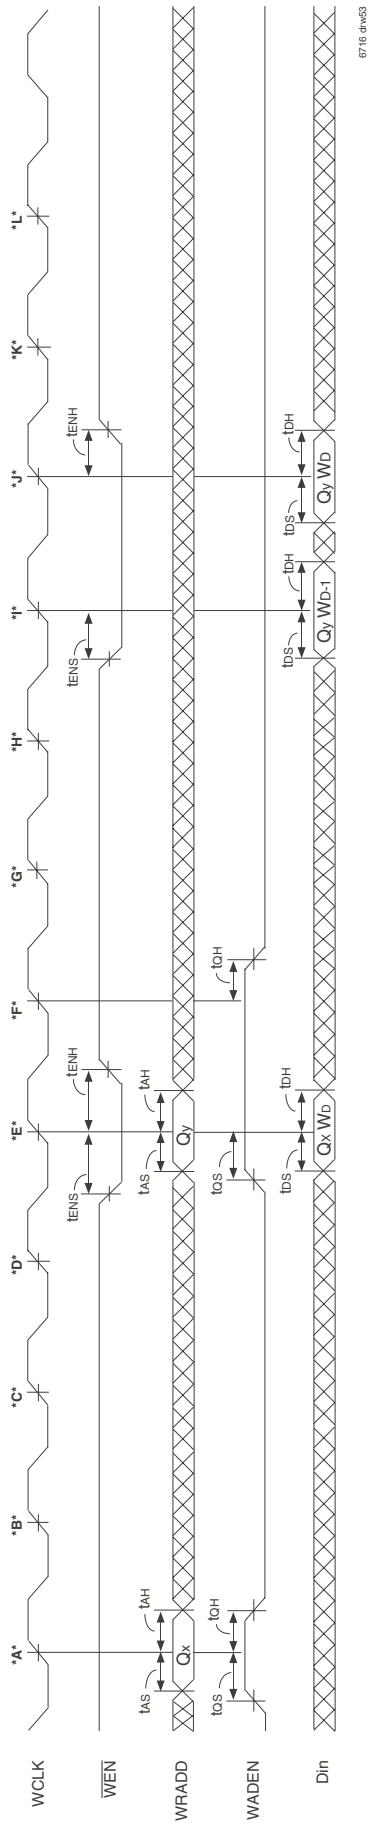 WCLK
*A*
*B*
*C*
*D*
*E*
*F*
*G*
*H*
*I*
*J*
*K*
*L*
WEN
tENS
tENH
tENS
tENH
WRADD
tAS
tAH
Qx
tAS
tAH
Qy
WADEN
tQS
tQH
tQS
tQH
Din
tDS
tDH
Qx WD
tDS
tDH
Qy WD-1
tDS
tDH
Qy WD
6716 drw53